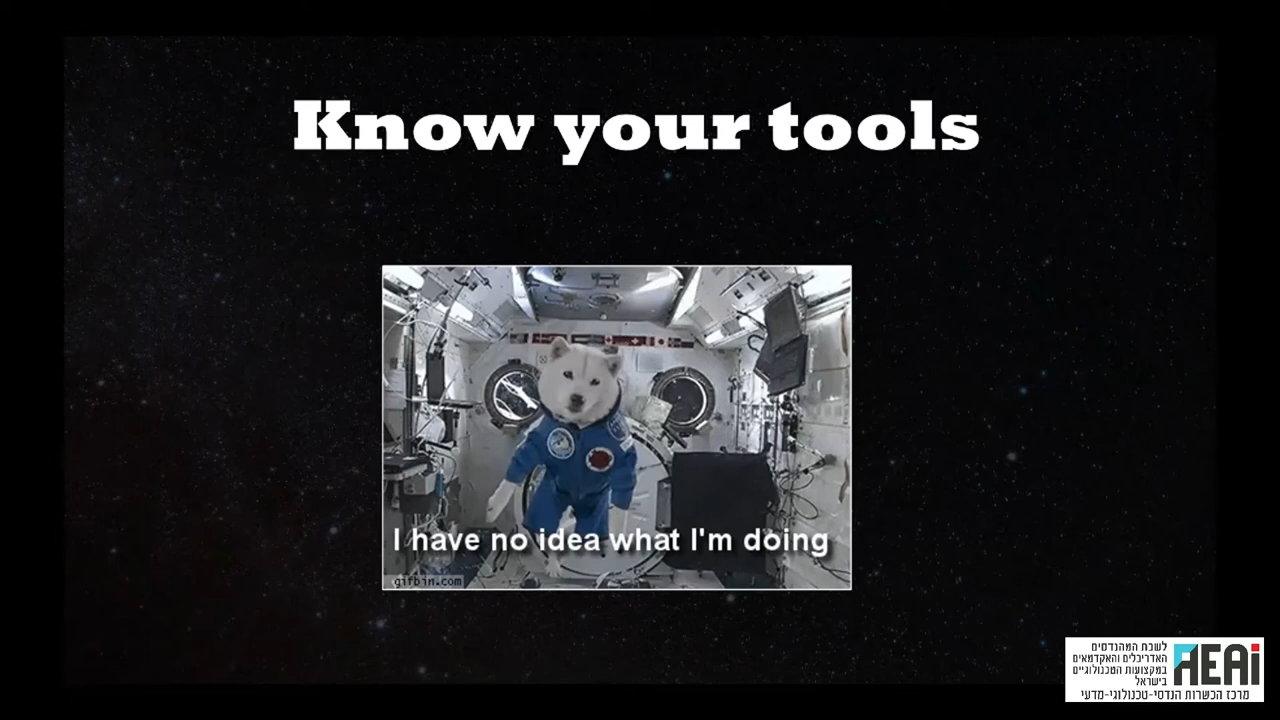 Know your tools
I have no idea what I'm doing
gifbin.com
לשכת המהנדסים
האדריכלים והאקדמאים
במקצועות הטכנולוגיים
בישראל
AEAi
מרכז הכשרות הנדסי-טכנולוגי-מדעי